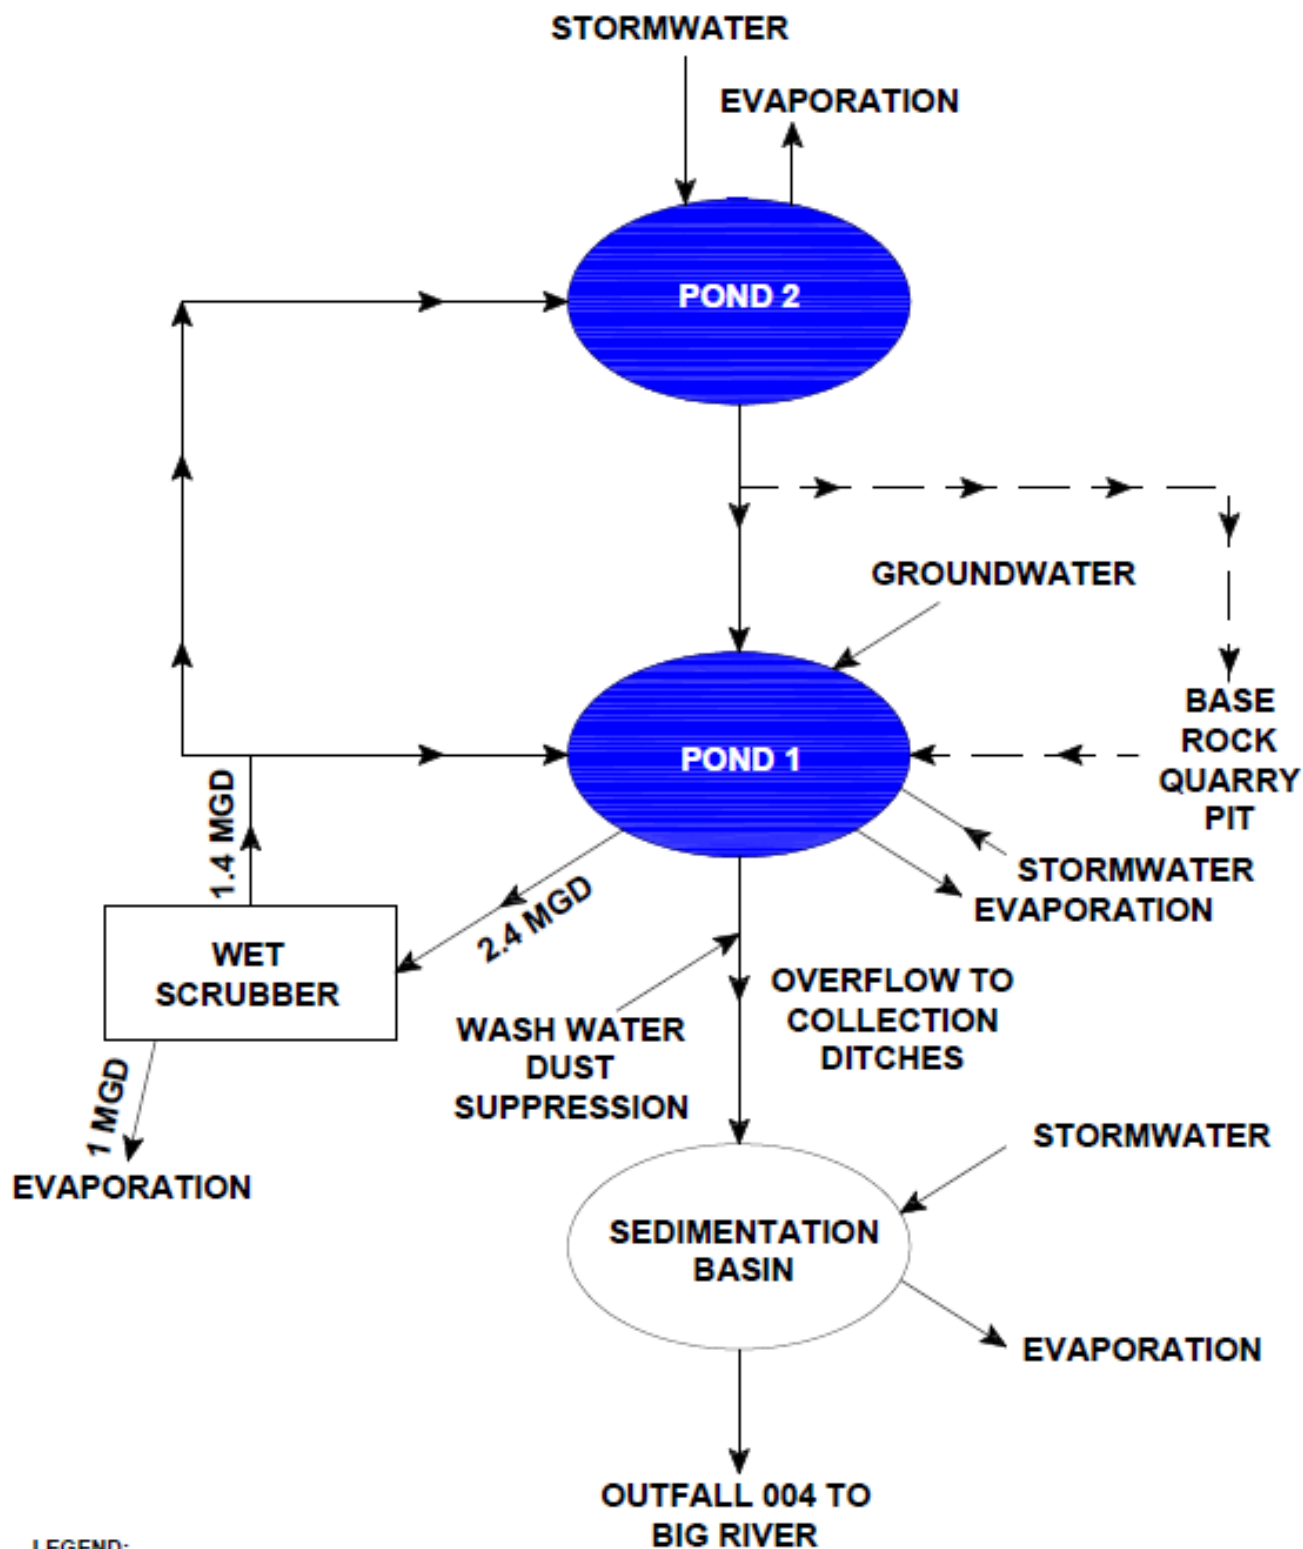 STORMWATER
EVAPORATION
POND 2
GROUNDWATER
BASE
ROCK
QUARRY
PIT
POND 1
1.4 MGD
2.4 MGD
STORMWATER
EVAPORATION
WET
SCRUBBER
OVERFLOW TO
COLLECTION
DITCHES
WASH WATER
DUST
SUPPRESSION
1 MGD
EVAPORATION
STORMWATER
SEDIMENTATION
BASIN
EVAPORATION
OUTFALL 004 TO
BIG RIVER
LEGEND: